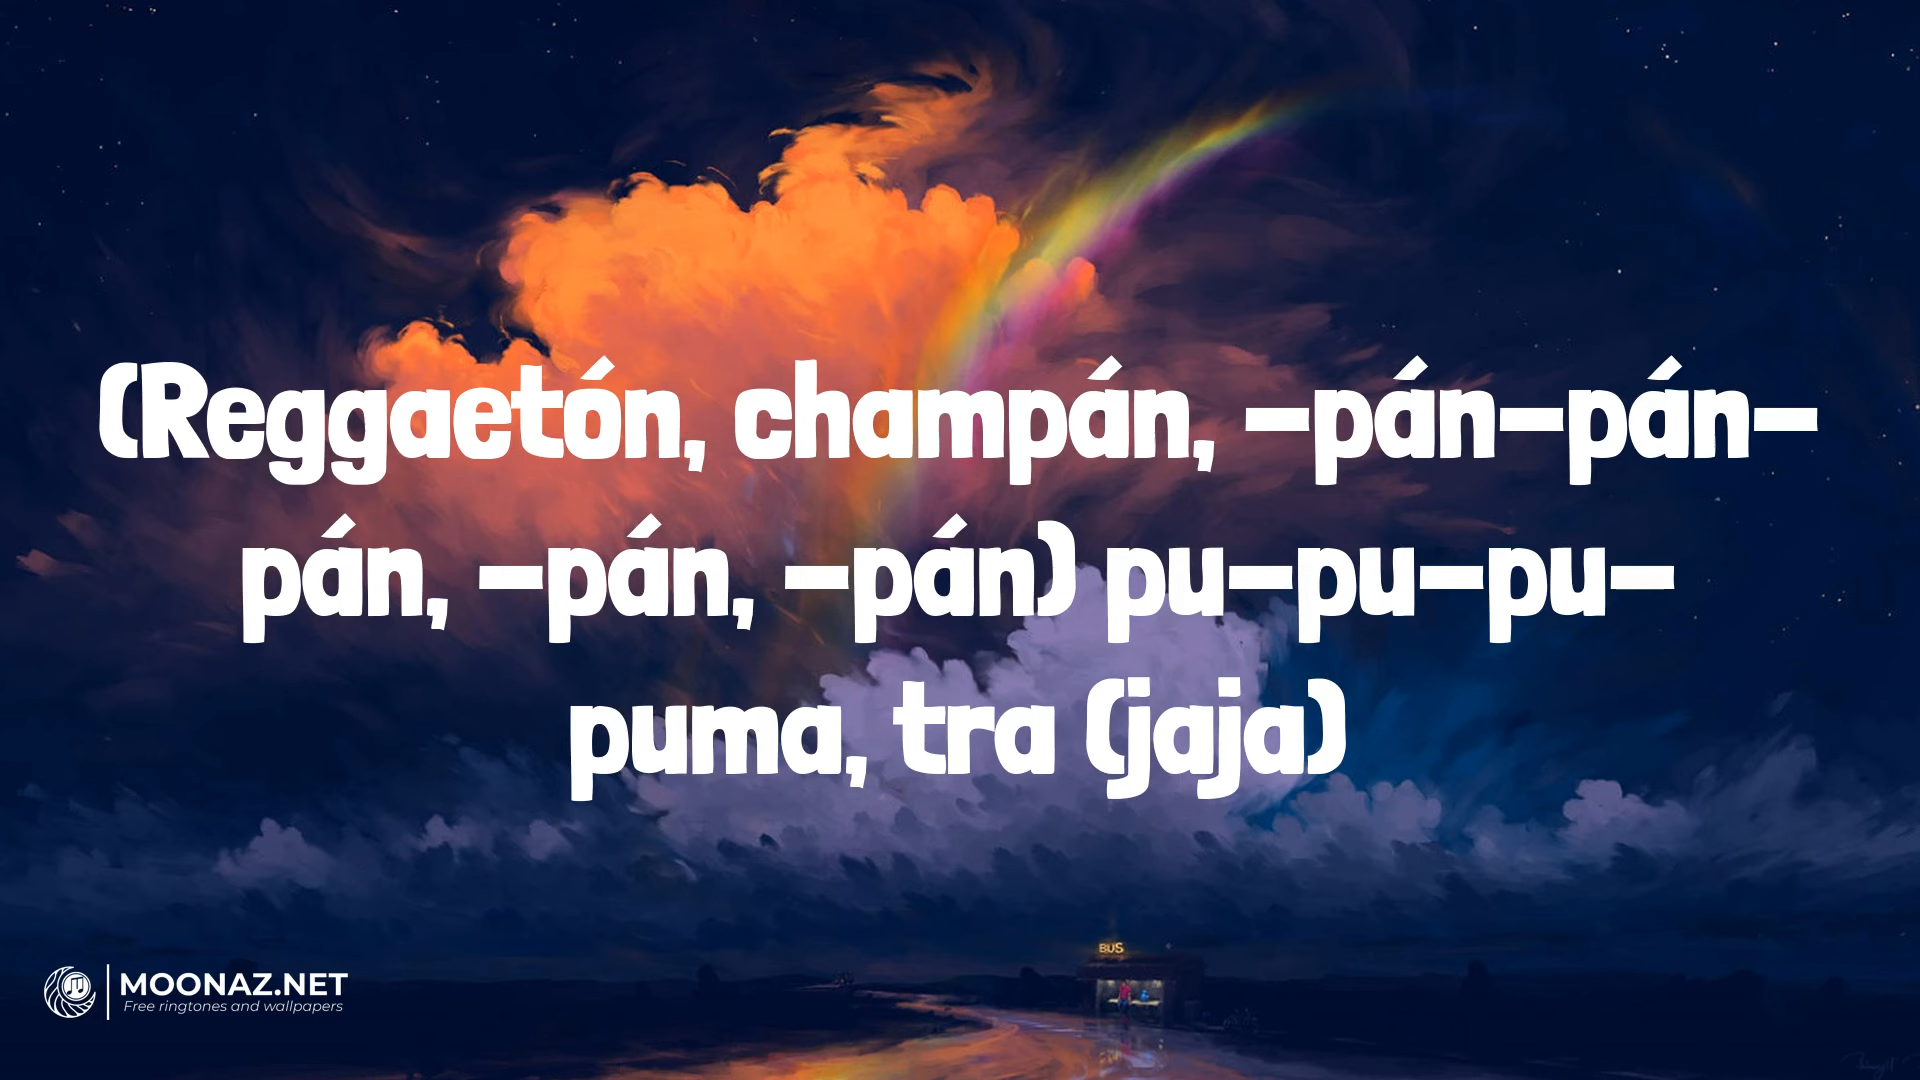 (Reggaetón, champán, -pán-pán-
pán, -pán, -pán) pu-pu-pu-
puma, tra (jaja)
BUS
MOONAZ.NET
Free ringtones and wallpapers